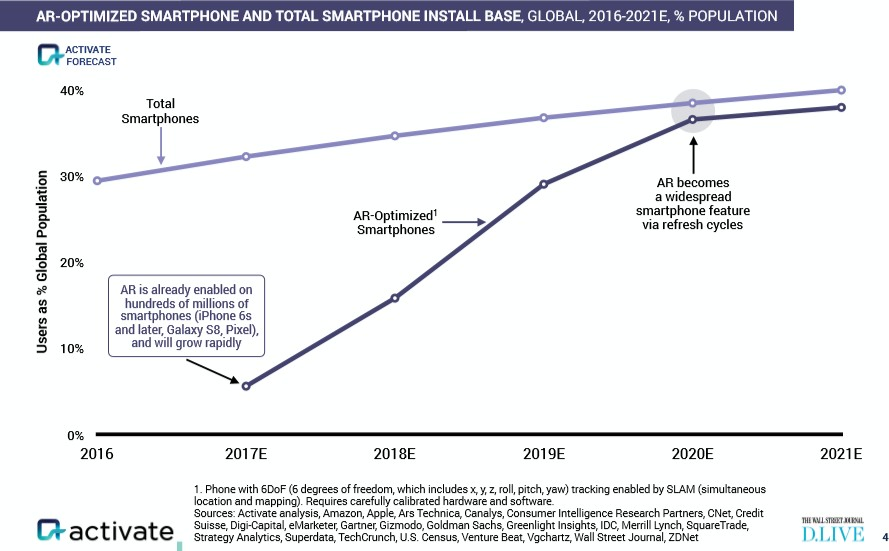 AR-OPTIMIZED SMARTPHONE AND TOTAL SMARTPHONE INSTALL BASE, GLOBAL, 2016-2021E, % POPULATION
ACTIVATE
FORECAST
Users as % Global Population
40%
30%
20%
10%
0%
Total
Smartphones
AR-Optimized¹
Smartphones
AR becomes
a widespread
smartphone feature
via refresh cycles
AR is already enabled on
hundreds of millions of
smartphones (iPhone 6s
and later, Galaxy S8, Pixel),
and will grow rapidly
2016
2017E
2018E
2019E
2020E
2021E
1. Phone with 6DoF (6 degrees of freedom, which includes x, y, z, roll, pitch, yaw) tracking enabled by SLAM (simultaneous
location and mapping). Requires carefully calibrated hardware and software.
Sources: Activate analysis, Amazon, Apple, Ars Technica, Canalys, Consumer Intelligence Research Partners, CNet, Credit
Suisse, Digi-Capital, eMarketer, Gartner, Gizmodo, Goldman Sachs, Greenlight Insights, IDC, Merrill Lynch, SquareTrade,
Strategy Analytics, Superdata, TechCrunch, U.S. Census, Venture Beat, Vgchartz, Wall Street Journal, ZDNet
activate
THE WALL STREET JOURNAL
D.LIVE
4